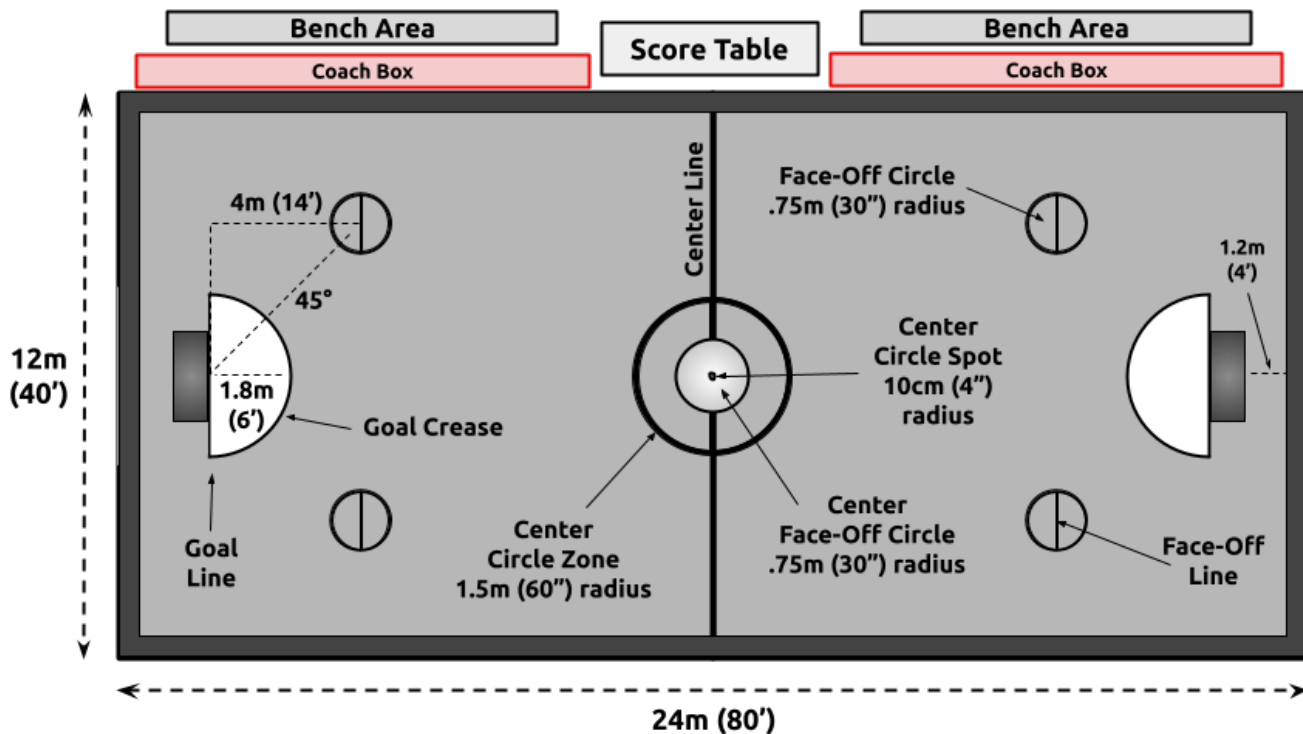 Bench Area
Score Table
Bench Area
Coach Box
Coach Box
Center Line
4m (14’)
45°
1.8m
(6’)
Goal Crease
Goal
Line
12m
(40’)
Center
Circle Zone
1.5m (60”) radius
Face-Off Circle
.75m (30”) radius
1.2m
(4’)
Center
Circle Spot
10cm (4”)
radius
Center
Face-Off Circle
.75m (30”) radius
Face-Off
Line
24m (80’)